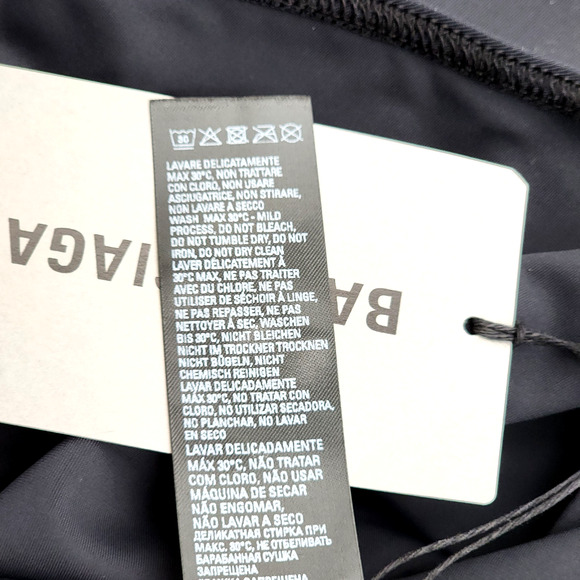 30
LAVARE DELICATAMENTE
MAX 30°C, NON TRATTARE
CON CLORO, NON USARE
ASCIUGATRICE, NON STIRARE,
NON LAVARE A SECCO
WASH MAX 30°C - MILD
PROCESS, DO NOT BLEACH,
DO NOT TUMBLE DRY, DO NOT
IRON, DO NOT DRY CLEAN
LAVER DÉLICATEMENT À
30°C MAX, NE PAS TRAITER
AVEC DU CHLORE, NE PAS
UTILISER DE SÉCHOIR À LINGE,
NE PAS REPASSER, NE PAS
NETTOYER À SEC, WASCHEN
BIS 30°C, NICHT BLEICHEN
NICHT IM TROCKNER TROCKNEN
NICHT BÜGELN, NICHT
CHEMISCH REINIGEN
LAVAR DELICADAMENTE
MÁX 30°C, NO TRATAR CON
CLORO, NO UTILIZAR SECADORA,
NO PLANCHAR, NO LAVAR
EN SECO
LAVAR DELICADAMENTE
MÁX 30°C, NÃO TRATAR
COM CLORO, NÃO USAR
MÁQUINA DE SECAR
NÃO ENGOMAR,
NÃO LAVAR A SECO
ДЕЛИКАТНАЯ СТИРКА ПРИ
МАКС. 30°C, НЕ ОТБЕЛИВАТЬ
БАРАБАННАЯ СУШКА
ЗАПРЕЩЕНА
BA IAGA